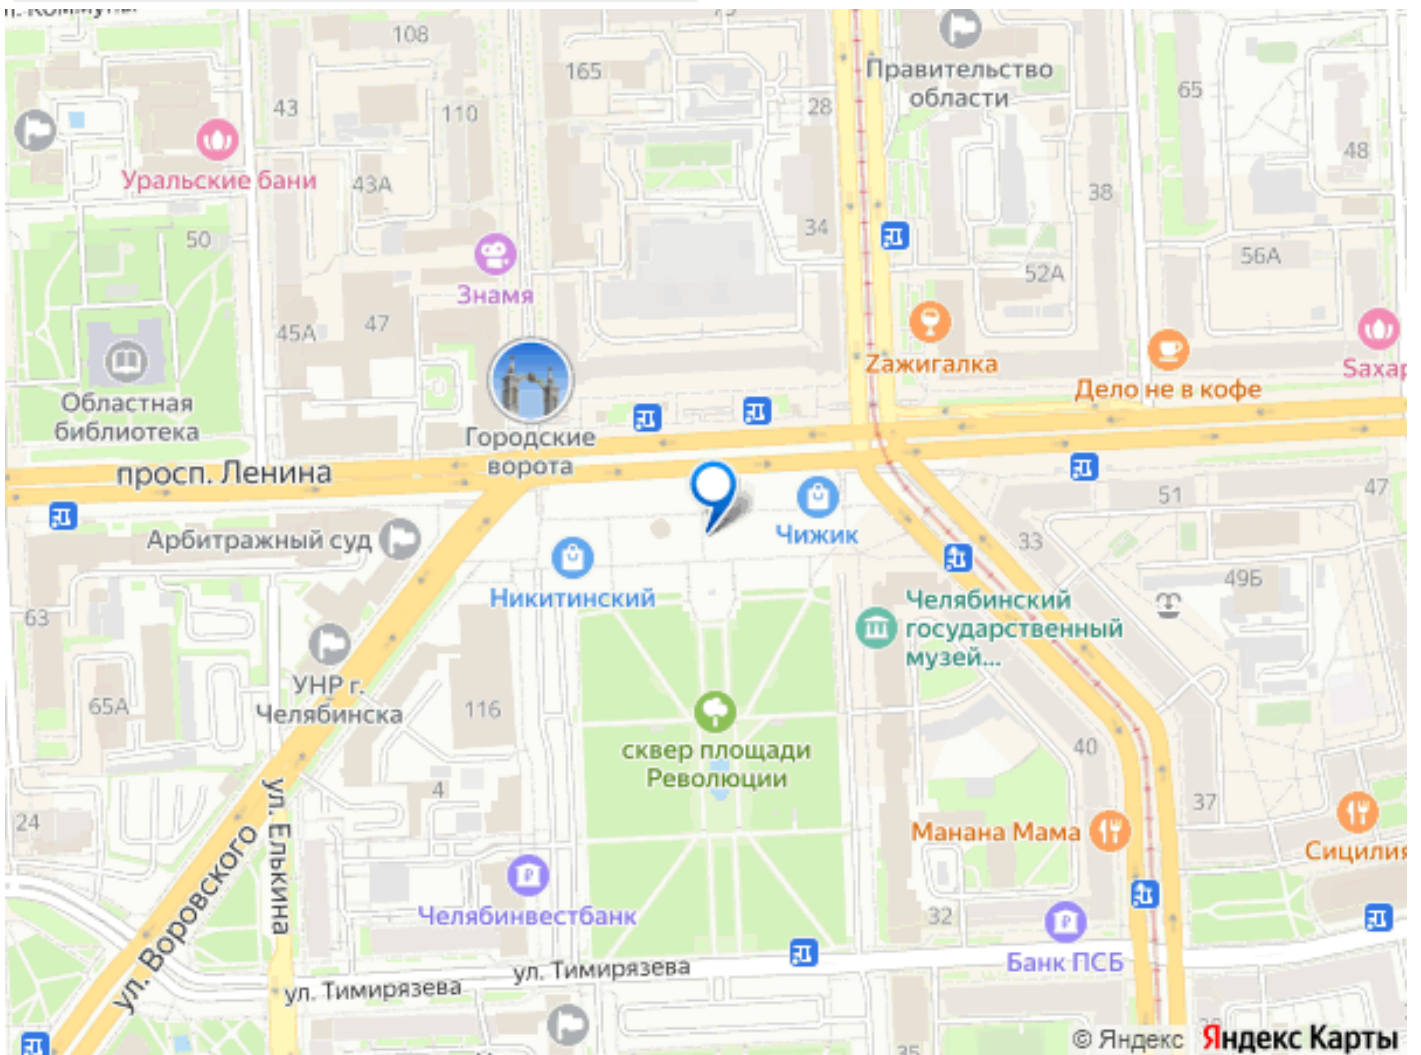 108
165
28
Правительство
области
65
43
110
48
Уральские бани
43А
38
50
34
56А
52А
Знамя
45А
47
Zажигалка
Дело не в кофе
Областная
библиотека
Городские
ворота
просп. Ленина
51
47
Арбитражный суд
Чижик
33
49Б
Никитинский
Челябинский
государственный
музей...
63
УНР г.
Челябинска
65А
116
сквер площади
Революции
40
4
37
24
ул. Елькина
Манана Мама
Сицилия
ул. Воровского
Челябинвестбанк
32
Банк ПСБ
ул. Тимирязева
ул. Тимирязева
35
© Яндекс Яндекс Карты